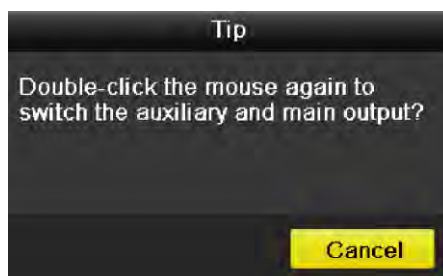 Tip
Double-click the mouse again to
switch the auxiliary and main output?
Cancel